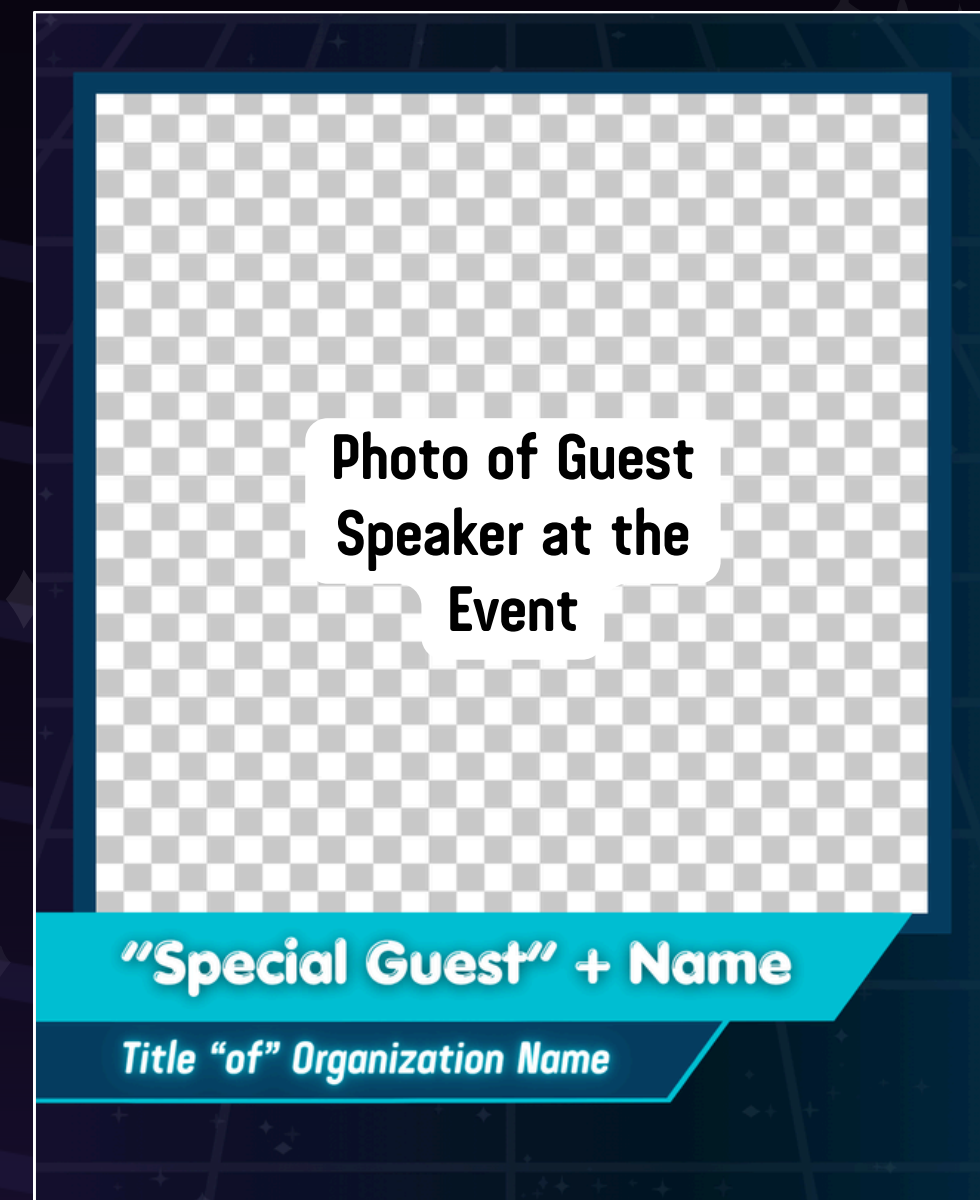 Photo of Guest
Speaker at the
Event
"Special Guest" + Name
Title “of” Organization Name